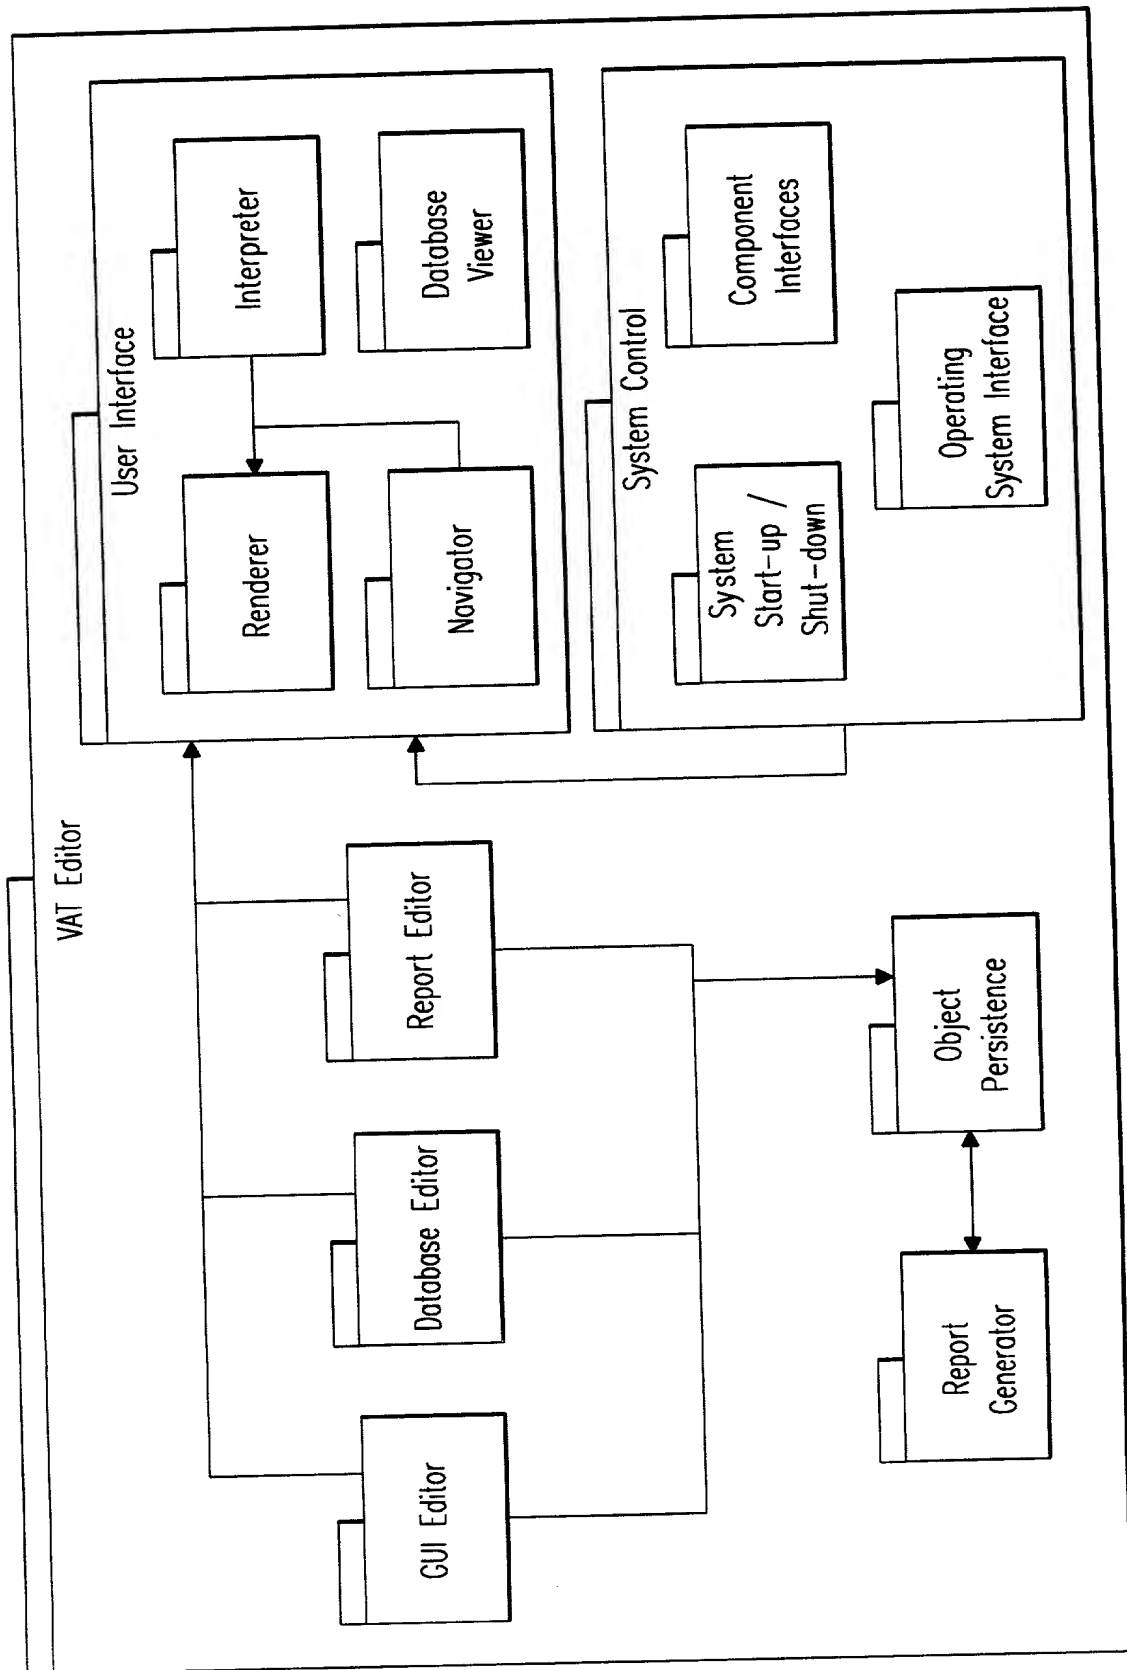 VAT Editor
User Interface
Interpreter
Renderer
Database
Viewer
Navigator
System Control
Component
Interfaces
System
Start-up /
Shut-down
Operating
System Interface
GUI Editor
Database Editor
Report Editor
Object
Persistence
Report
Generator